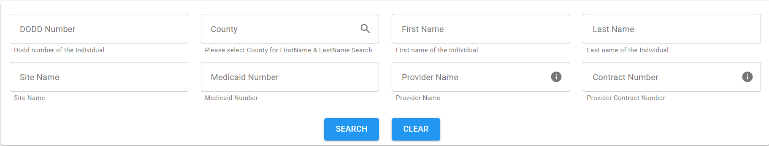 DODD Number
County
First Name
Last Name
Dodd number of the Individual
Please select County for FirstName & LastName Search
First name of the Individual
Last name of the Individual
Site Name
Medicaid Number
Provider Name
Contract Number
Site Name
Medicaid Number
Provider Name
Provider Contract Number
SEARCH
CLEAR